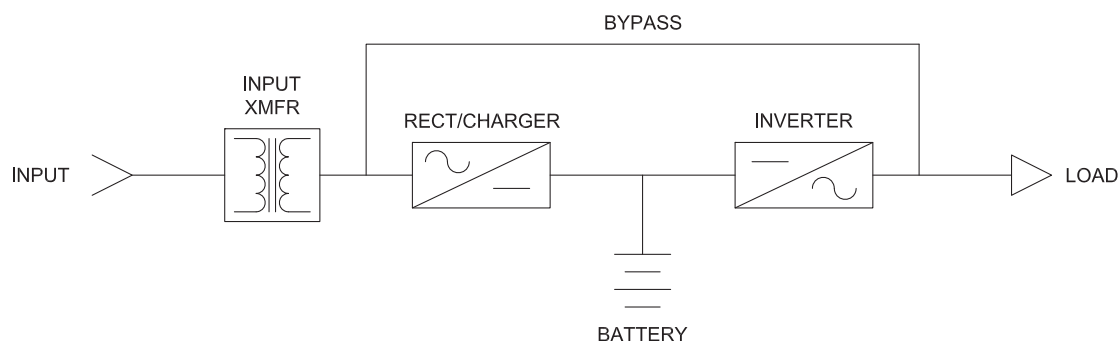 BYPASS
INPUT
XMFR
RECT/CHARGER
INVERTER
INPUT
LOAD
BATTERY